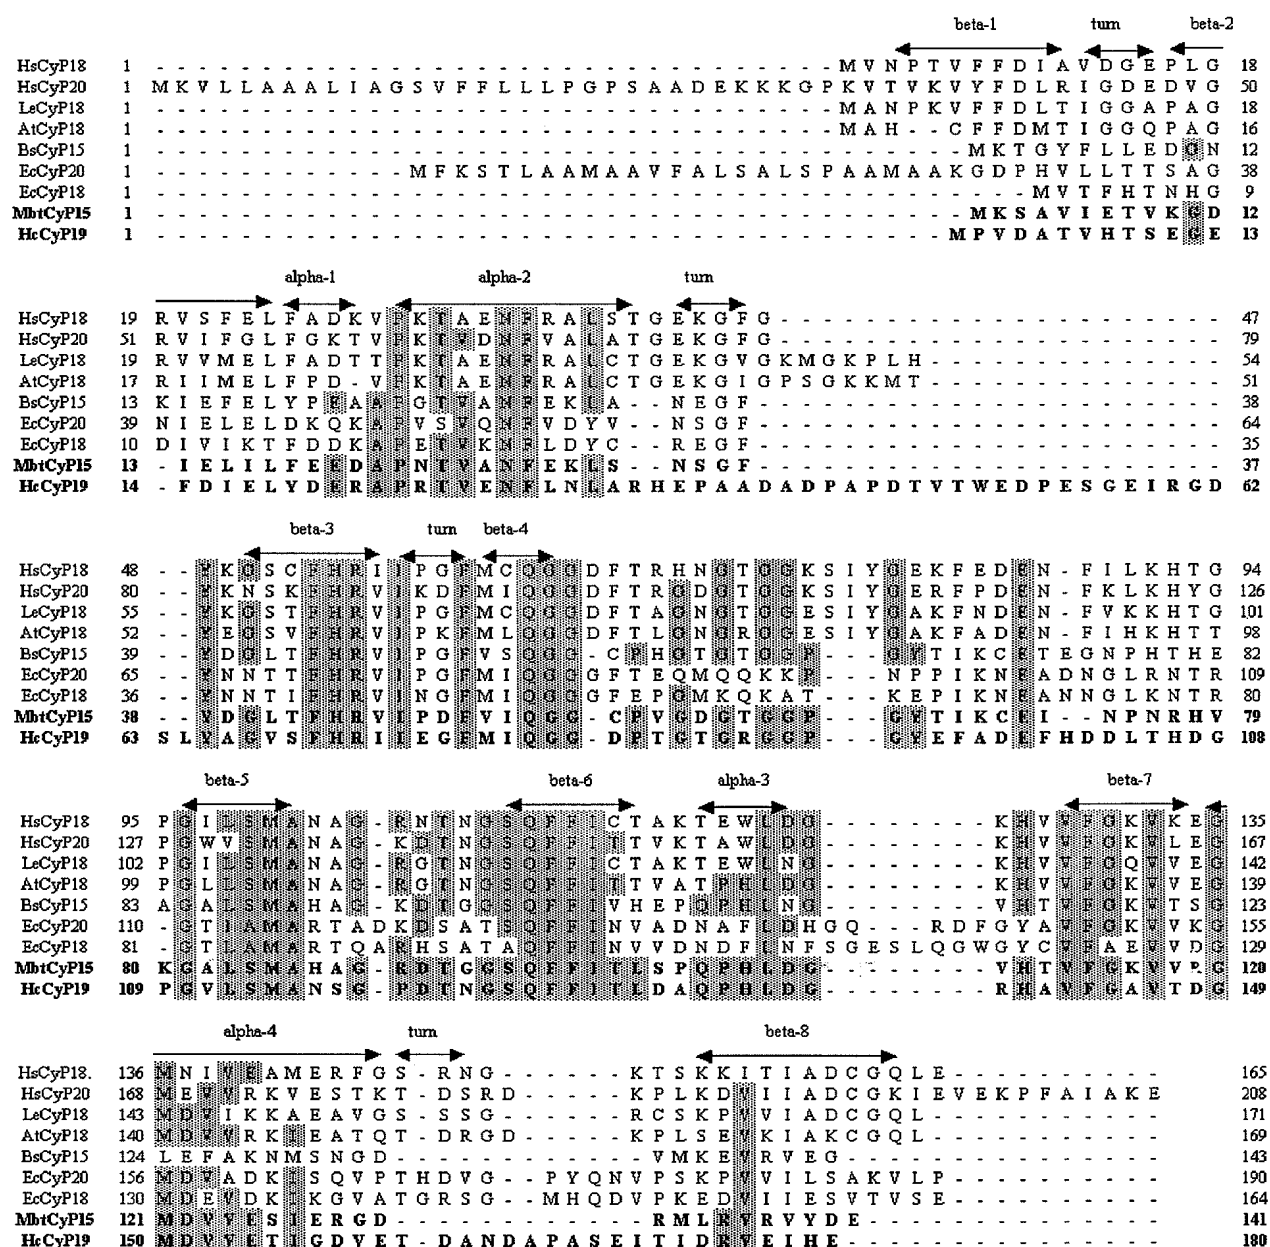 beta-1 turn beta-2
HsCyP18 1 - - - - - - - - - - - - - - - - - - - - - - - - - - - - - - - - M V N P T V F F D I A V D G E P L G 18
HsCyP20 1 M K V L L A A A L I A G S V F F L L L P G P S A A D E K K K G P K V T V K V Y F D L R I G D E D V G 50
LeCyP18 1 - - - - - - - - - - - - - - - - - - - - - - - - - - - - - - - - M A N P K V F F D L T I G G A P A G 18
AtCyP18 1 - - - - - - - - - - - - - - - - - - - - - - - - - - - - - - - - M A H - - C F F D M T I G G Q P A G 16
BsCyP15 1 - - - - - - - - - - - - - - - - - - - - - - - - - - - - - - - - - - - - - - M K T G Y F L L E D G N 12
EcCyP20 1 - - - - - - - - - - - - M F K S T L A A M A A V F A L S A L S P A A M A A K G D P H V L L T T S A G 38
EcCyP18 1 - - - - - - - - - - - - - - - - - - - - - - - - - - - - - - - - - - - - - - - - - M V T F H T N H G 9
MbtCyP15 1 - - - - - - - - - - - - - - - - - - - - - - - - - - - - - - - - - - - - - - M K S A V I E T V K G D 12
HcCyP19 1 - - - - - - - - - - - - - - - - - - - - - - - - - - - - - - - - - - - - - M P V D A T V H T S E G E 13
alpha-1 alpha-2 turn
HsCyP18 19 R V S F E L F A D K V P K T A E N F R A L S T G E K G F G - - - - - - - - - - - - - - - - - - - - - 47
HsCyP20 51 R V I F G L F G K T V P K T V D N F V A L A T G E K G F G - - - - - - - - - - - - - - - - - - - - - 79
LeCyP18 19 R V V M E L F A D T T P K T A E N F R A L C T G E K G V G K M G K P L H - - - - - - - - - - - - - - 54
AtCyP18 17 R I I M E L F P D - V P K T A E N F R A L C T G E K G I G P S G K K M T - - - - - - - - - - - - - - 51
BsCyP15 13 K I E F E L Y P E A A P G T V A N F E K L A - - N E G F - - - - - - - - - - - - - - - - - - - - - - 38
EcCyP20 39 N I E L E L D K Q K A P V S V Q N F V D Y V - - N S G F - - - - - - - - - - - - - - - - - - - - - - 64
EcCyP18 10 D I V I K T F D D K A P E T V K N F L D Y C - - R E G F - - - - - - - - - - - - - - - - - - - - - - 35
MbtCyP15 13 - I E L I L F E E D A P N T V A N F E K L S - - N S G F - - - - - - - - - - - - - - - - - - - - - - 37
HcCyP19 14 - F D I E L Y D E R A P R T V E N F L N L A R H E P A A D A D P A P D T V T W E D P E S G E I R G D 62
beta-3 turn beta-4
HsCyP18 48 - - Y K G S C F H R I I P G F M C Q G G D F T R H N G T G G K S I Y G E K F E D E N - F I L K H T G 94
HsCyP20 80 - - Y K N S K F H R V I K D F M I Q G G D F T R G D G T G G K S I Y G E R F P D E N - F K L K H Y G 126
LeCyP18 55 - - Y K G S T F H R V I P G F M C Q G G D F T A G N G T G G E S I Y G A K F N D E N - F V K K H T G 101
AtCyP18 52 - - Y E G S V F H R V I P K F M L Q G G D F T L G N G R G G E S I Y G A K F A D E N - F I H K H T T 98
BsCyP15 39 - - Y D G L T F H R V I P G F V S Q G G - C P H G T G T G G P - - - G Y T I K C E T E G N P H T H E 82
EcCyP20 65 - - Y N N T T F H R V I P G F M I Q G G G F T E Q M Q Q K K P - - - N P P I K N E A D N G L R N T R 109
EcCyP18 36 - - Y N N T I F H R V I N G F M I Q G G G F E P G M K Q K A T - - - K E P I K N E A N N G L K N T R 80
MbtCyP15 38 - - Y D G L T F H R V I P D F V I Q G G - C P V G D G T G G P - - - G Y T I K C E I - - N P N R H V 79
HcCyP19 63 S L Y A G V S F H R I L E G F M I Q G G - D P T G T G R G G P - - - G Y E F A D E F H D D L T H D G 108
beta-5 beta-6 alpha-3 beta-7
HsCyP18 95 P G I L S M A N A G - R N T N G S Q F F I C T A K T E W L D G - - - - - - - - K H V V F G K V K E G 135
HsCyP20 127 P G W V S M A N A G - K D T N G S Q F F I T T V K T A W L D G - - - - - - - - K H V V F G K V L E G 167
LeCyP18 102 P G I L S M A N A G - R G T N G S Q F F I C T A K T E W L N G - - - - - - - - K H V V F G Q V V E G 142
AtCyP18 99 P G L L S M A N A G - R G T N G S Q F F I T T V A T P H L D G - - - - - - - - K H V V F G K V V E G 139
BsCyP15 83 A G A L S M A H A G - K D T G G S Q F F I V H E P Q P H L N G - - - - - - - - V H T V F G K V T S G 123
EcCyP20 110 - G T I A M A R T A D K D S A T S Q F F I N V A D N A F L D H G Q - - - R D F G Y A V F G K V V K G 155
EcCyP18 81 - G T L A M A R T Q A R H S A T A Q F F I N V V D N D F L N F S G E S L Q G W G Y C V F A E V V D G 129
MbtCyP15 80 K G A L S M A H A G - R D T G G S Q F F I T L S P Q P H L D G - - - - - - - - V H T V F G K V V P G 120
HcCyP19 109 P G V L S M A N S G - P D T N G S Q F F I T L D A Q P H L D G - - - - - - - - R H A V F G A V T D G 149
alpha-4 turn beta-8
HsCyP18. 136 M N I V E A M E R F G S - R N G - - - - - - K T S K K I T I A D C G Q L E - - - - - - - - - - 165
HsCyP20 168 M E V V R K V E S T K T - D S R D - - - - - K P L K D V I I A D C G K I E V E K P F A I A K E 208
LeCyP18 143 M D V I K K A E A V G S - S S G - - - - - - R C S K P V V I A D C G Q L - - - - - - - - - - - 171
AtCyP18 140 M D V V R K I E A T Q T - D R G D - - - - - K P L S E V K I A K C G Q L - - - - - - - - - - - 169
BsCyP15 124 L E F A K N M S N G D - - - - - - - - - - - - V M K E V R V E G - - - - - - - - - - - - - - - 143
EcCyP20 156 M D V A D K I S Q V P T H D V G - - P Y Q N V P S K P V V I L S A K V L P - - - - - - - - - - 190
EcCyP18 130 M D E V D K I K G V A T G R S G - - M H Q D V P K E D V I I E S V T V S E - - - - - - - - - - 164
MbtCyP15 121 M D V V E S I E R G D - - - - - - - - - - - - R M L R V R V Y D E - - - - - - - - - - - - - - 141
HcCyP19 150 M D V V E T I G D V E T - D A N D A P A S E I T I D R V E I H E - - - - - - - - - - - - - - - 180